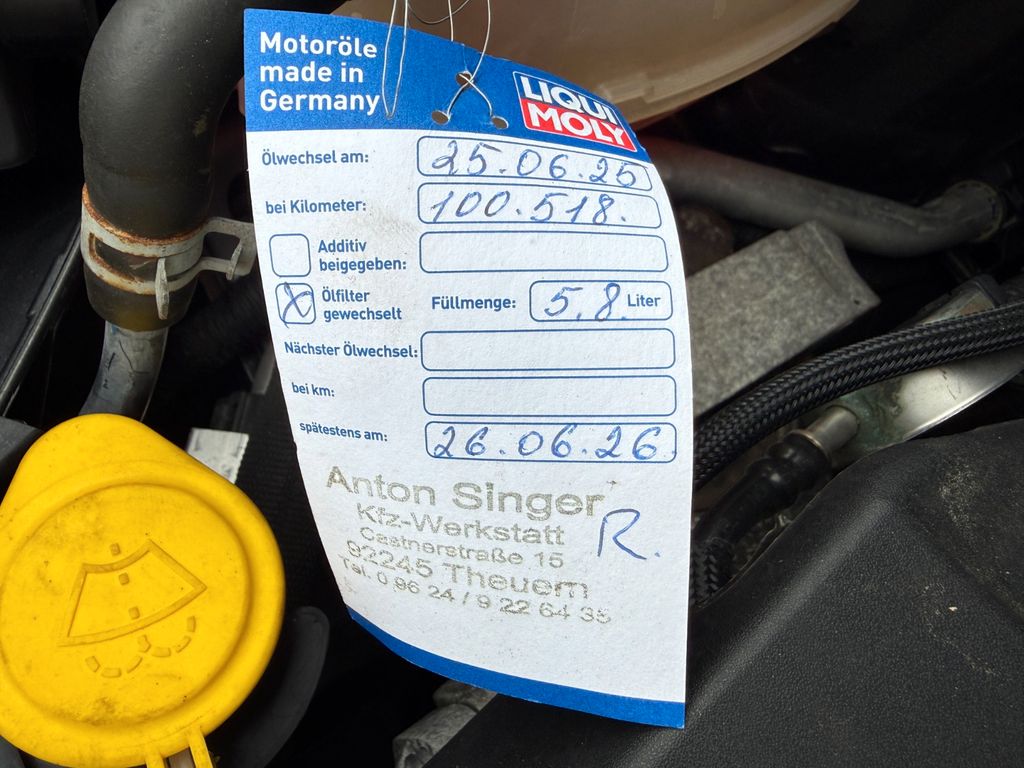 Motoröle
made in
Germany
LIQUI
MOLY
Ölwechsel am: 25.06.25
bei Kilometer: 100.518.
Additiv
beigegeben:
X Ölfilter
gewechselt
Füllmenge: 5.8. Liter
Nächster Ölwechsel:
bei km:
spätestens am: 26.06.26
Anton Singer
Kfz-Werkstatt
R.
Castnerstraße 15
92245 Theuern
Tel. 0 96 24 / 9 22 64 35